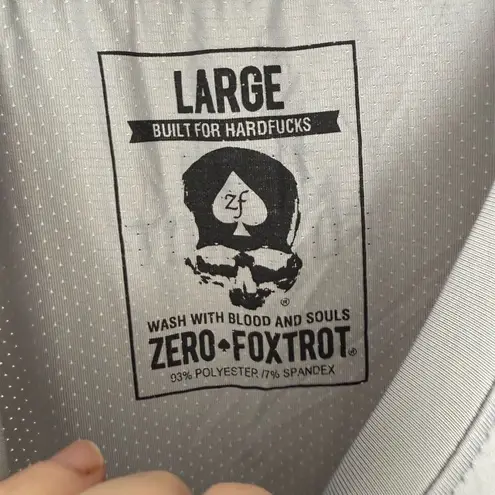 LARGE
BUILT FOR HARDFUCKS
zf
®
WASH WITH BLOOD AND SOULS
ZERO♠FOXTROT®
93% POLYESTER /7% SPANDEX